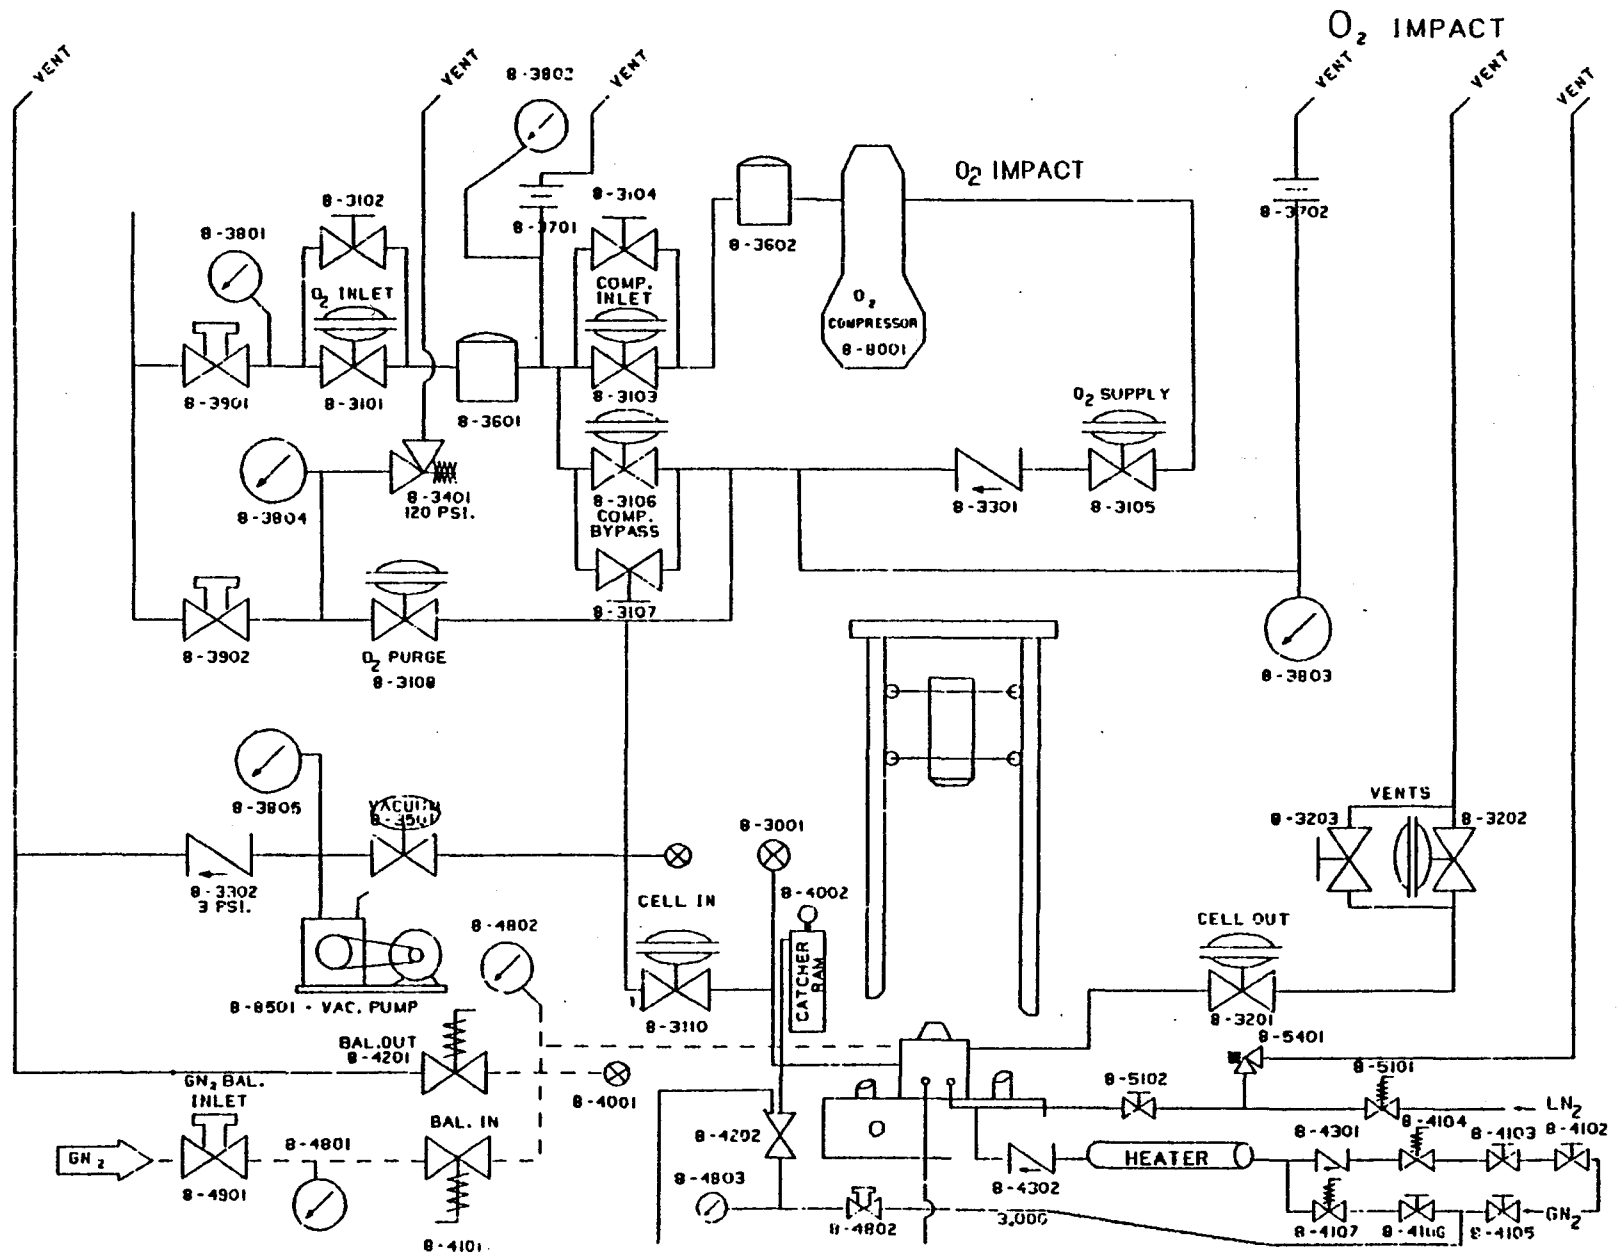 O₂ IMPACT
VENT
VENT
VENT
VENT
VENT
VENT
8-3802
8-3102
8-3104
8-3701
8-3801
O₂ INLET
COMP.
INLET
8-3602
O₂ IMPACT
8-3702
O₂
COMPRESSOR
8-8001
8-3901
8-3101
8-3601
8-3103
O₂ SUPPLY
8-3804
8-3401
120 PSI.
8-3106
COMP.
BYPASS
8-3301
8-3105
8-3107
8-3902
O₂ PURGE
8-3108
8-3803
8-3805
VACUUM
8-3501
8-3001
VENTS
8-3203
8-3202
8-3302
3 PSI.
CELL IN
8-4002
CATCHER
RAM
CELL OUT
8-4802
8-8501 - VAC. PUMP
8-3110
8-3201
8-5401
BAL.OUT
8-4201
GN₂ BAL.
INLET
8-4001
8-5102
8-5101
LN₂
GN₂
8-4801
BAL. IN
8-4202
8-4301
8-4104
8-4103
8-4102
HEATER
8-4901
8-4803
8-4302
3,000
8-4802
8-4107
8-4105
GN₂
8-4101